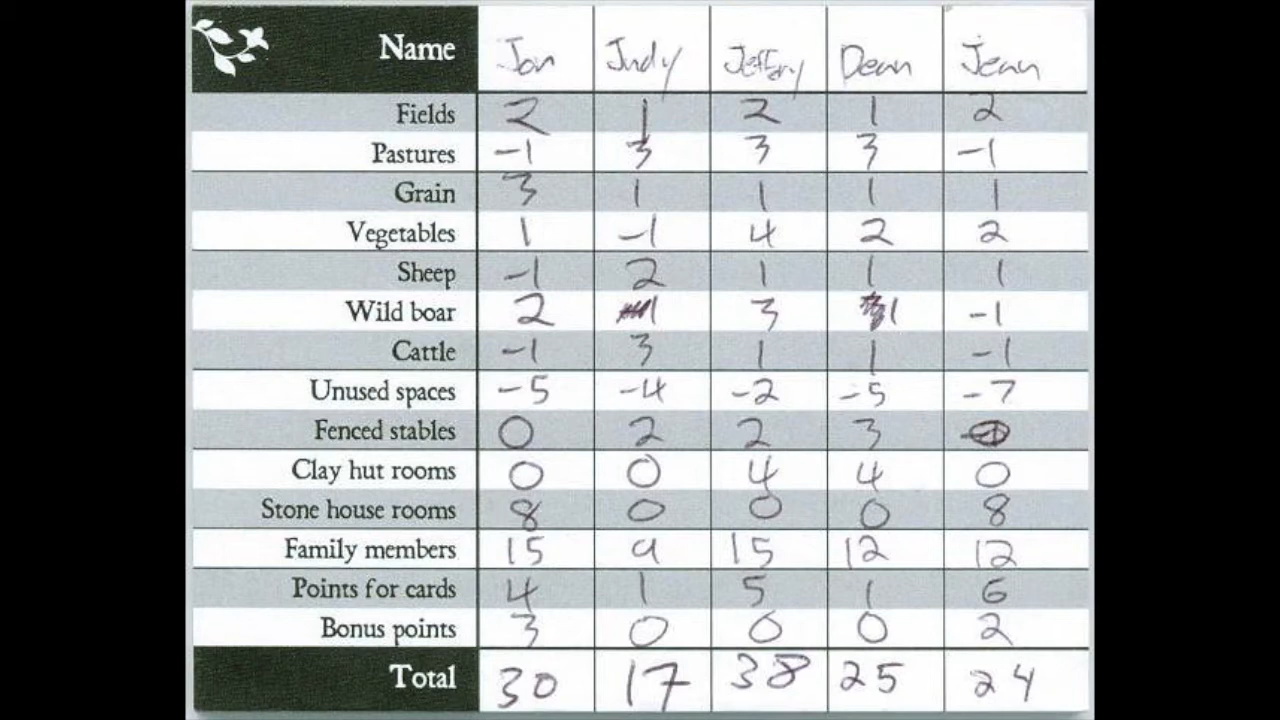 Name Jon Judy Jeffery Dean Jean
Fields 2 1 2 1 2
Pastures -1 3 3 3 -1
Grain 3 1 1 1 1
Vegetables 1 -1 4 2 2
Sheep -1 2 1 1 1
Wild boar 2 1 3 1 -1
Cattle -1 3 1 1 -1
Unused spaces -5 -4 -2 -5 -7
Fenced stables 0 2 2 3
Clay hut rooms 0 0 4 4 0
Stone house rooms 8 0 0 0 8
Family members 15 9 15 12 12
Points for cards 4 1 5 1 6
Bonus points 3 0 0 0 2
Total 30 17 38 25 24